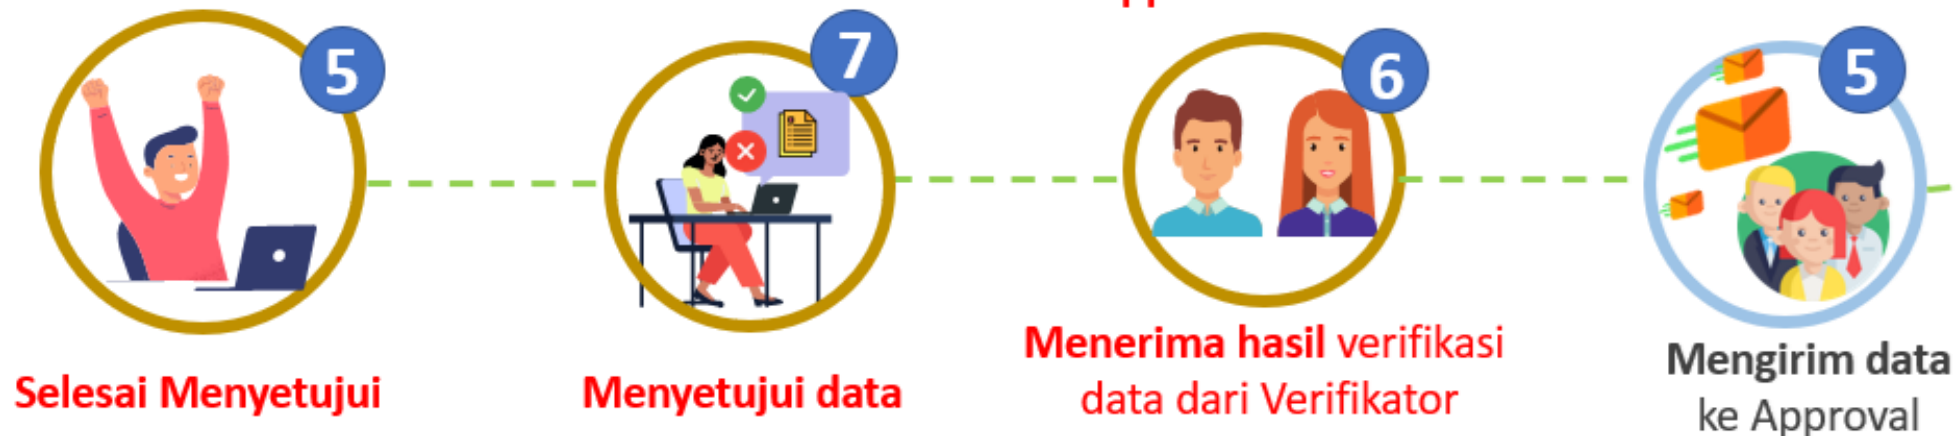 5
7
6
5
Selesai Menyetujui
Menyetujui data
Menerima hasil verifikasi
data dari Verifikator
Mengirim data
ke Approval